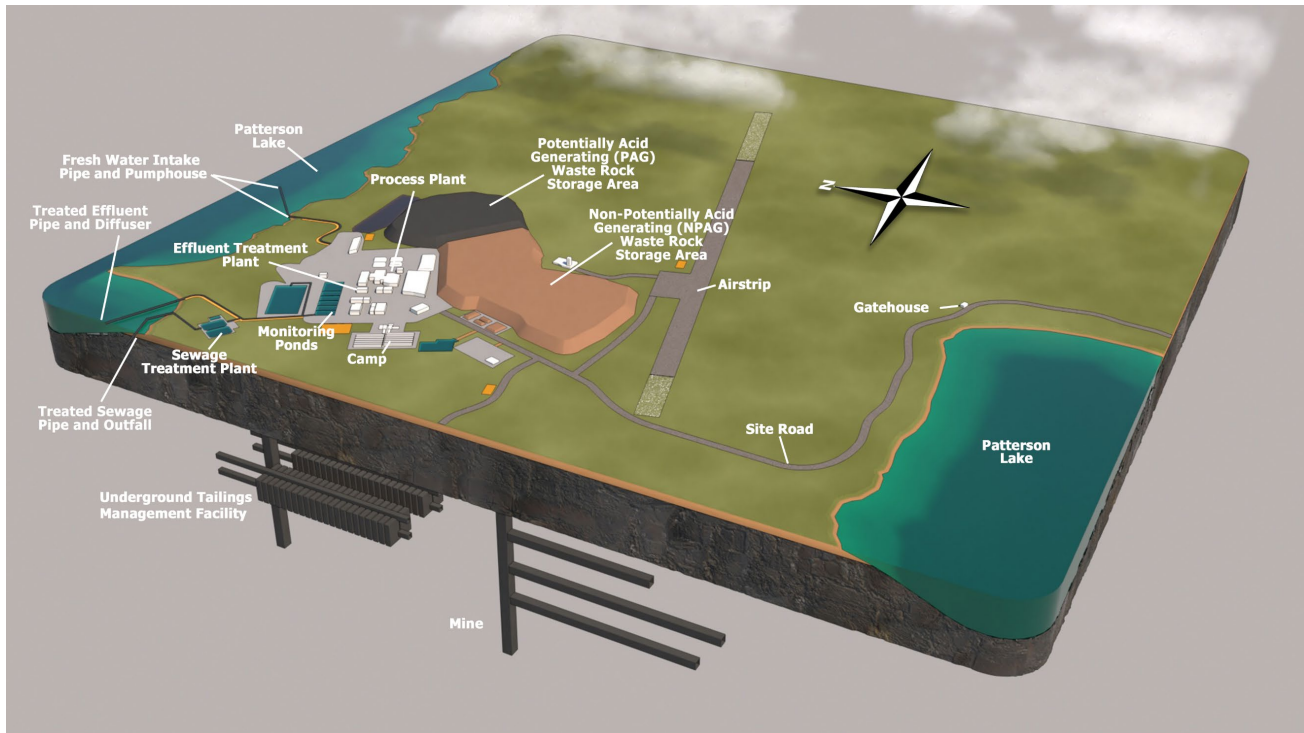 Patterson
Lake
Fresh Water Intake
Pipe and Pumphouse
Treated Effluent
Pipe and Diffuser
Process Plant
Potentially Acid
Generating (PAG)
Waste Rock
Storage Area
Non-Potentially Acid
Generating (NPAG)
Waste Rock
Storage Area
N
Effluent Treatment
Plant
Airstrip
Gatehouse
Monitoring
Ponds
Camp
Sewage
Treatment Plant
Treated Sewage
Pipe and Outfall
Site Road
Patterson
Lake
Underground Tailings
Management Facility
Mine